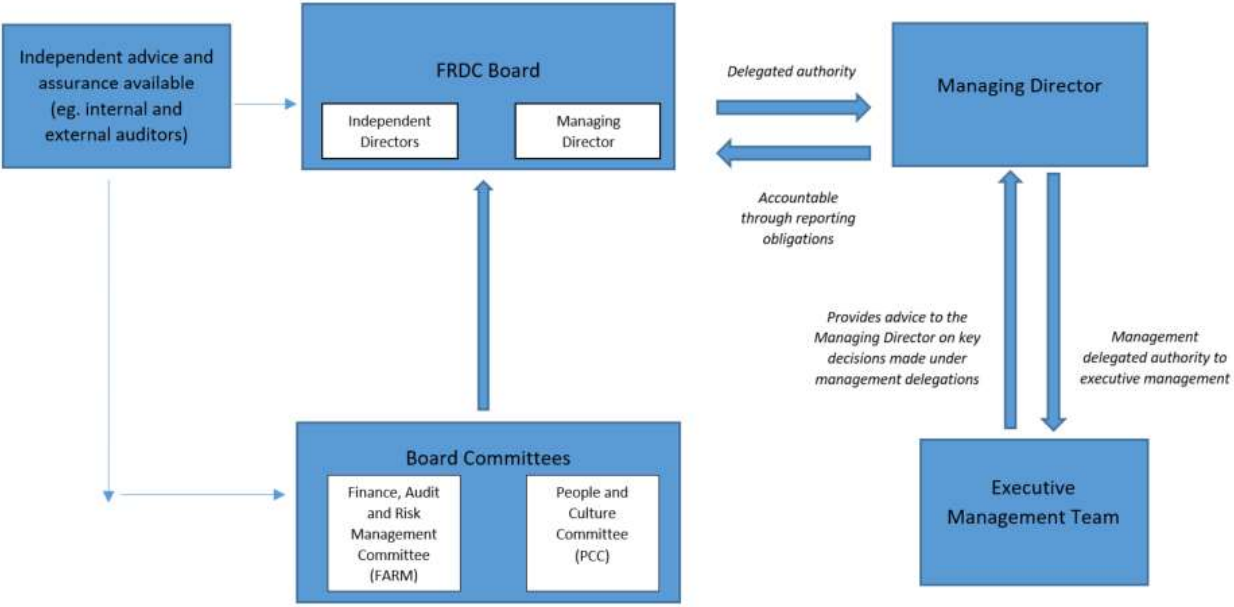 Independent advice and
assurance available
(eg. internal and
external auditors)
FRDC Board
Independent
Directors
Managing
Director
Delegated authority
Accountable
through reporting
obligations
Managing Director
Provides advice to the
Managing Director on key
decisions made under
management delegations
Management
delegated authority to
executive management
Board Committees
Finance, Audit
and Risk
Management
Committee
(FARM)
People and
Culture
Committee
(PCC)
Executive
Management Team